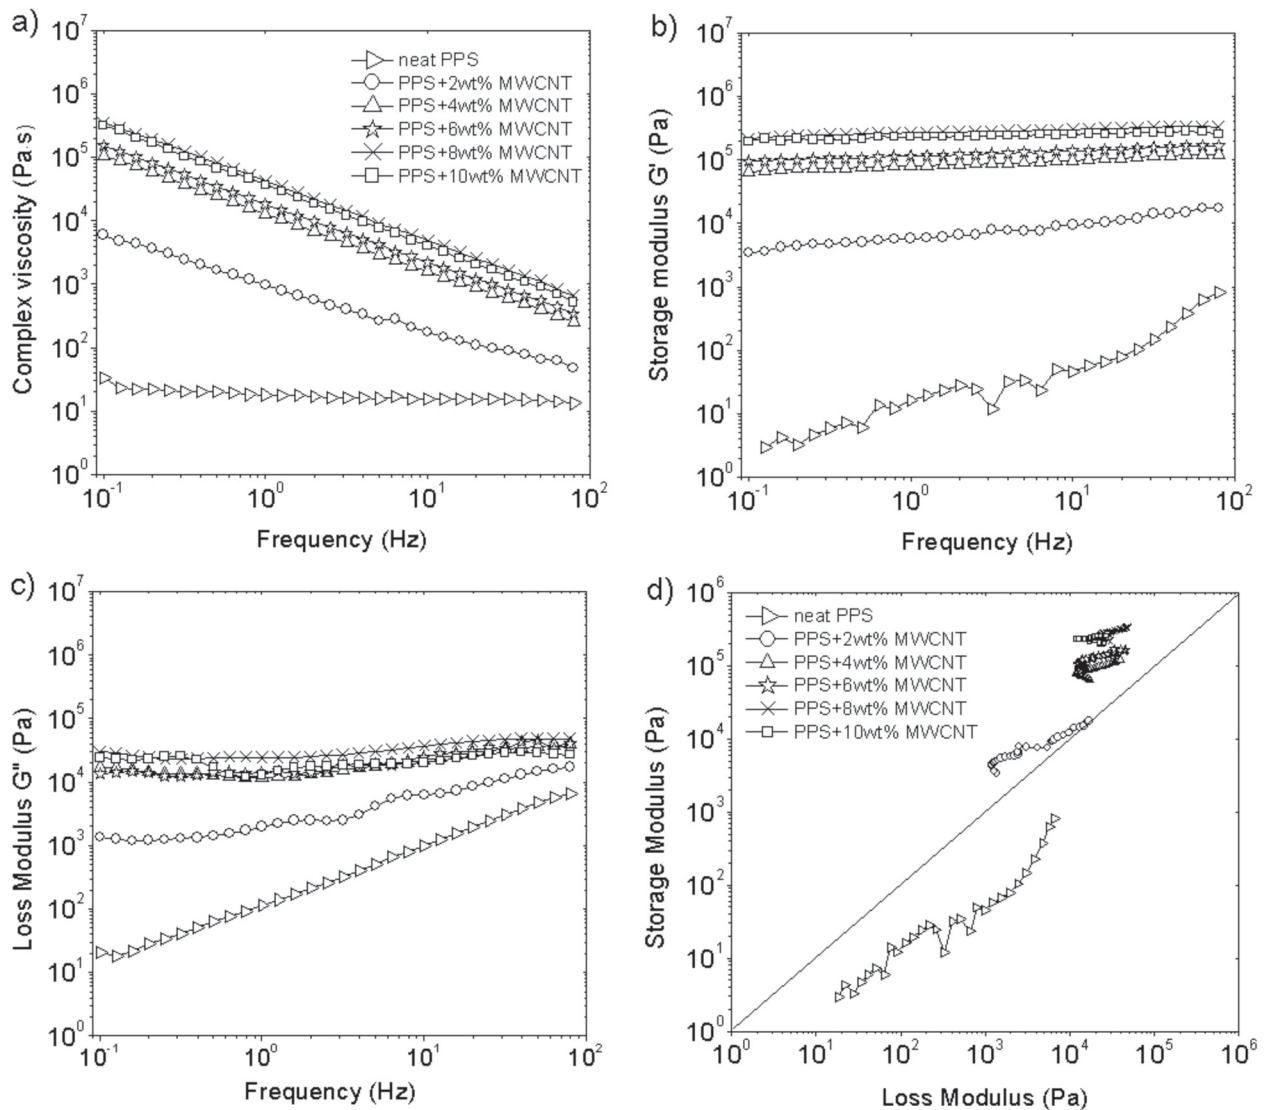 a)
10^7
10^6
10^5
10^4
10^3
10^2
10^1
10^0
Complex viscosity (Pa.s)
neat PPS
PPS+2wt% MWCNT
PPS+4wt% MWCNT
PPS+6wt% MWCNT
PPS+8wt% MWCNT
PPS+10wt% MWCNT
10^-1 10^0 10^1 10^2
Frequency (Hz)
b)
10^7
10^6
10^5
10^4
10^3
10^2
10^1
10^0
Storage modulus G' (Pa)
10^-1 10^0 10^1 10^2
Frequency (Hz)
c)
10^7
10^6
10^5
10^4
10^3
10^2
10^1
10^0
Loss Modulus G" (Pa)
10^-1 10^0 10^1 10^2
Frequency (Hz)
d)
10^6
10^5
10^4
10^3
10^2
10^1
10^0
Storage Modulus (Pa)
neat PPS
PPS+2wt% MWCNT
PPS+4wt% MWCNT
PPS+6wt% MWCNT
PPS+8wt% MWCNT
PPS+10wt% MWCNT
10^0 10^1 10^2 10^3 10^4 10^5 10^6
Loss Modulus (Pa)